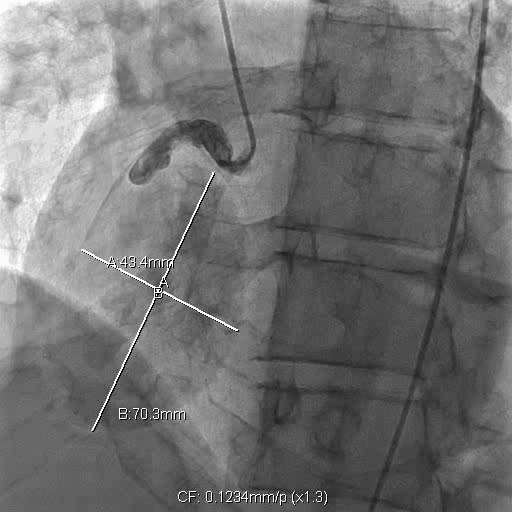 A:43.4mm
A
B
B:70.3mm
CF: 0.1234mm/p (x1.3)